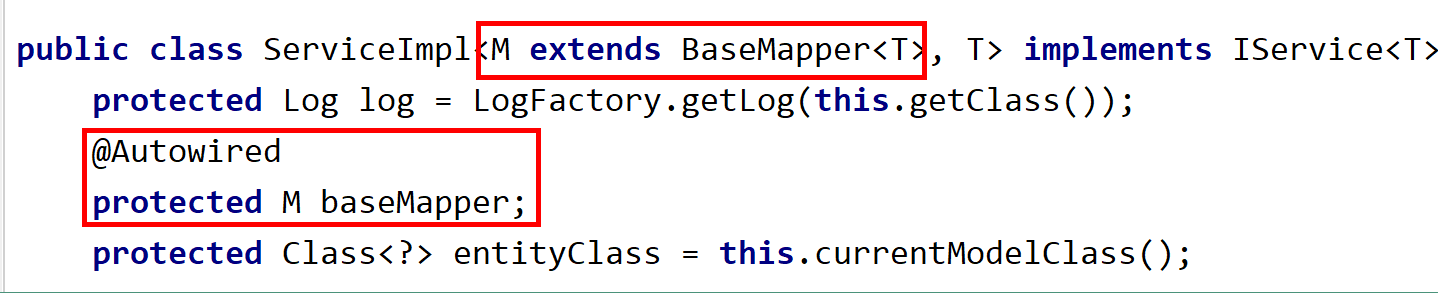 public class ServiceImpl<M extends BaseMapper<T>, T> implements IService<T>
protected Log log = LogFactory.getLog(this.getClass());
@Autowired
protected M baseMapper;
protected Class<?> entityClass = this.currentModelClass();